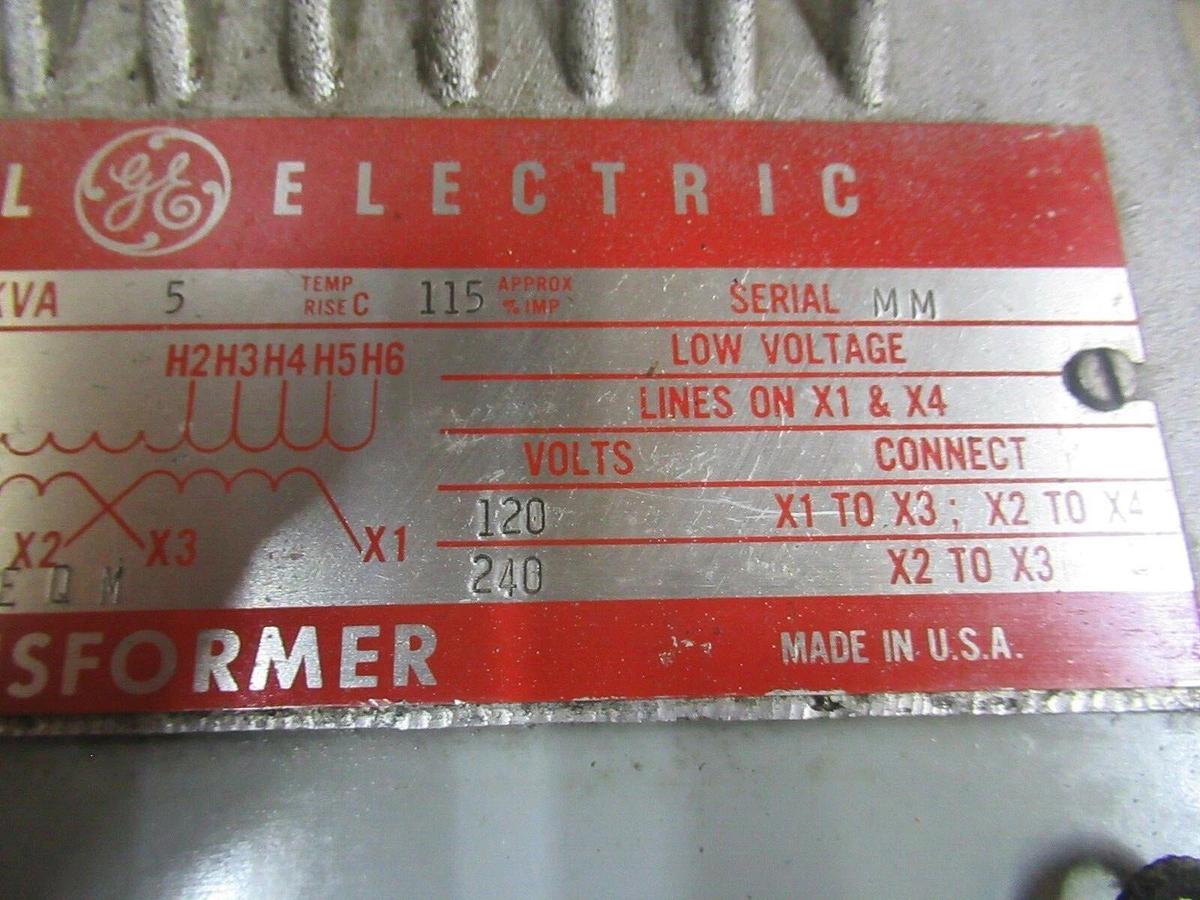 L GE ELECTRIC
KVA 5 TEMP RISE C 115 APPROX % IMP SERIAL MM
H2 H3 H4 H5 H6
LOW VOLTAGE
LINES ON X1 & X4
VOLTS CONNECT
120 X1 TO X3; X2 TO X4
240 X2 TO X3
X2 X3 X1
E Q M
NSFORMER MADE IN U.S.A.